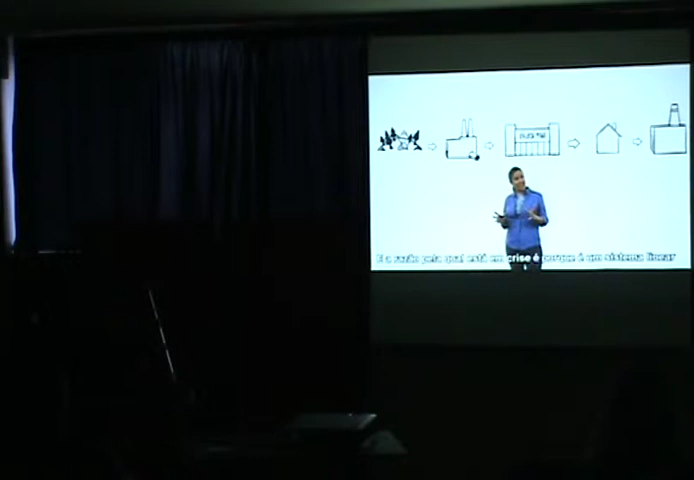 E a razão pela qual está em crise é porque é um sistema linear